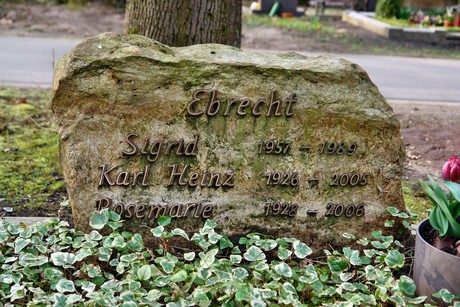 Ebrecht
Sigrid 1957 – 1989
Karl Heinz 1926 – 2005
Rosemarie 1928 – 2006